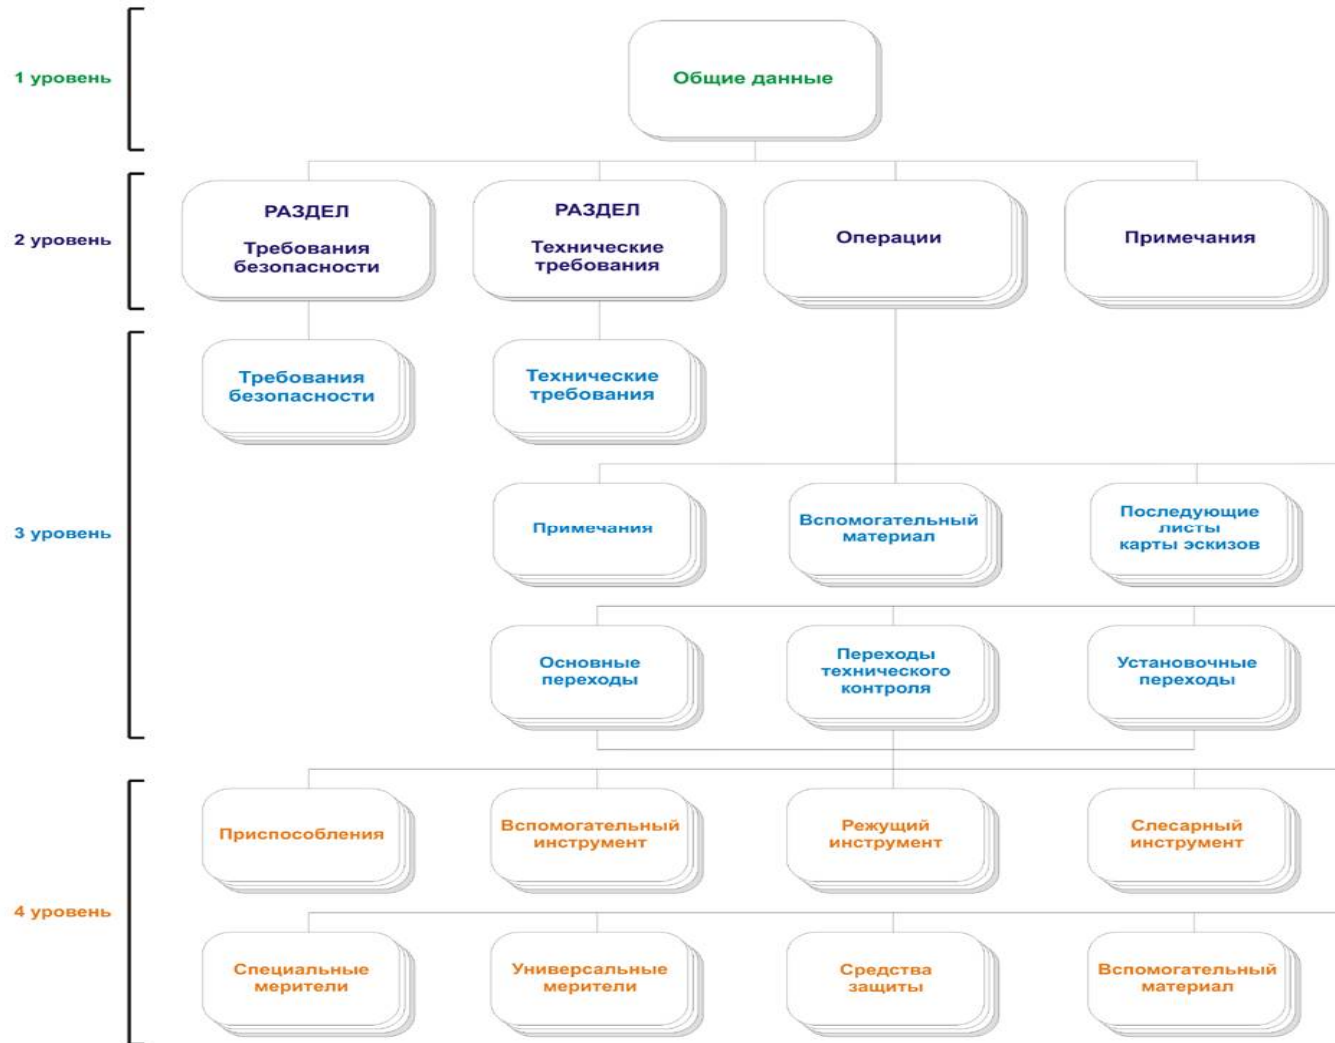 1 уровень
Общие данные
2 уровень
РАЗДЕЛ
Требования
безопасности
РАЗДЕЛ
Технические
требования
Операции
Примечания
Требования
безопасности
Технические
требования
3 уровень
Примечания
Вспомогательный
материал
Последующие
листы
карты эскизов
Основные
переходы
Переходы
технического
контроля
Установочные
переходы
4 уровень
Приспособления
Вспомогательный
инструмент
Режущий
инструмент
Слесарный
инструмент
Специальные
мерители
Универсальные
мерители
Средства
защиты
Вспомогательный
материал